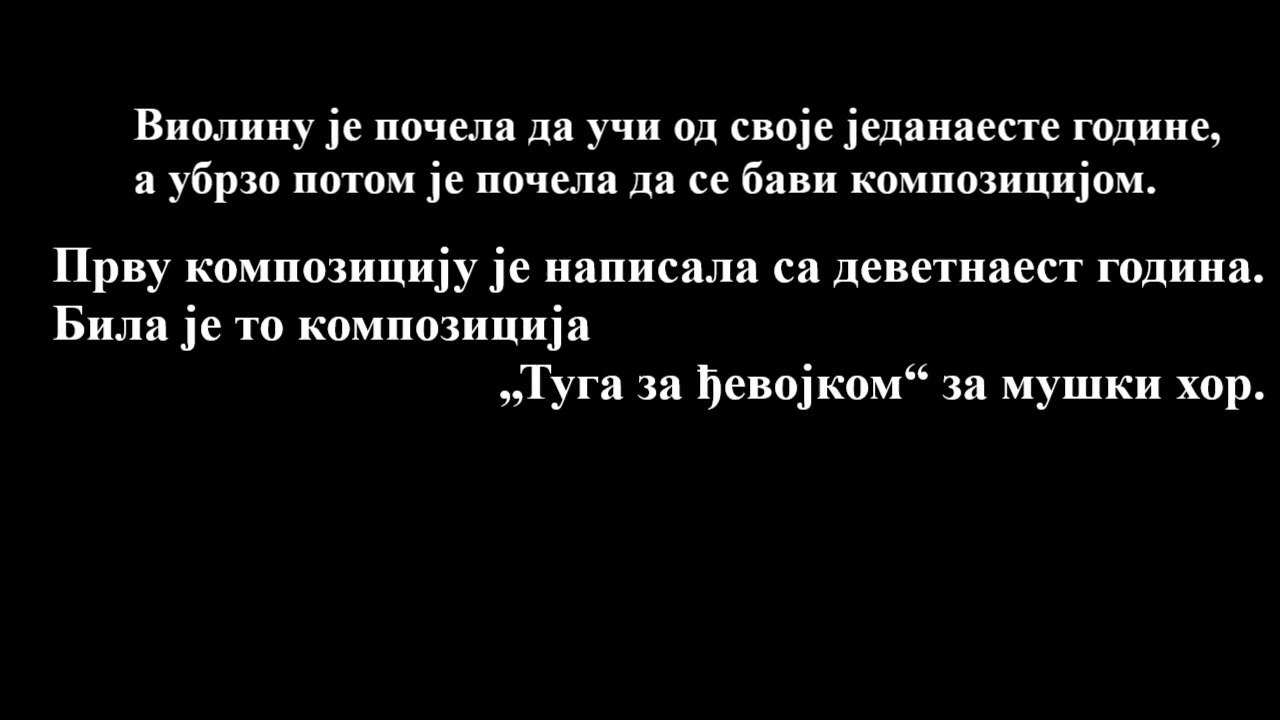 Виолину је почела да учи од своје једанаесте године,
а убрзо потом је почела да се бави композицијом.
Прву композицију је написала са деветнаест година.
Била је то композиција
„Туга за ђевојком“ за мушки хор.